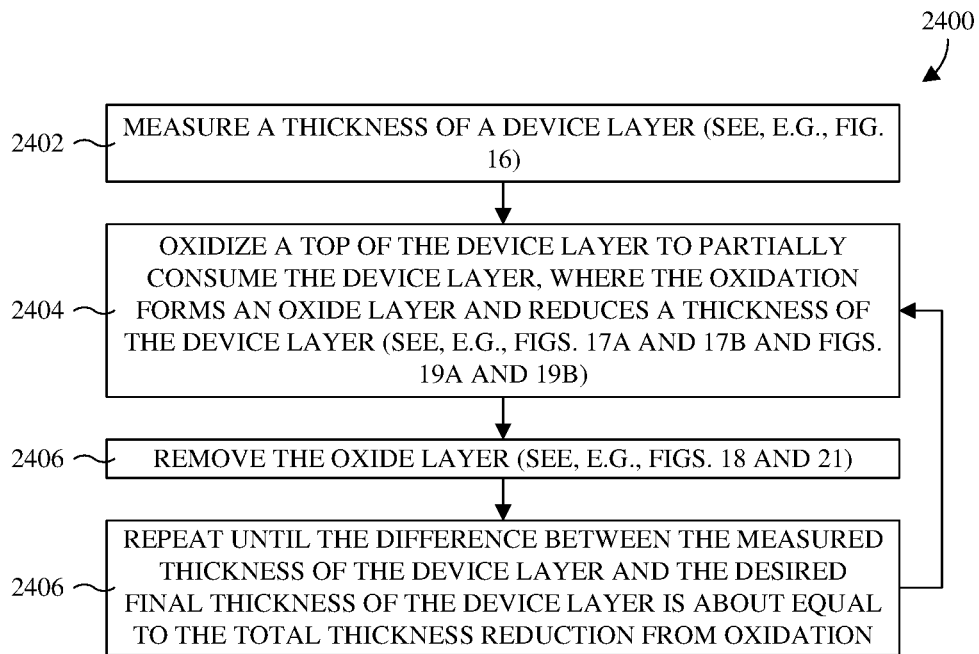 2400
2402
MEASURE A THICKNESS OF A DEVICE LAYER (SEE, E.G., FIG.
16)
2404
OXIDIZE A TOP OF THE DEVICE LAYER TO PARTIALLY
CONSUME THE DEVICE LAYER, WHERE THE OXIDATION
FORMS AN OXIDE LAYER AND REDUCES A THICKNESS OF
THE DEVICE LAYER (SEE, E.G., FIGS. 17A AND 17B AND FIGS.
19A AND 19B)
2406
REMOVE THE OXIDE LAYER (SEE, E.G., FIGS. 18 AND 21)
2406
REPEAT UNTIL THE DIFFERENCE BETWEEN THE MEASURED
THICKNESS OF THE DEVICE LAYER AND THE DESIRED
FINAL THICKNESS OF THE DEVICE LAYER IS ABOUT EQUAL
TO THE TOTAL THICKNESS REDUCTION FROM OXIDATION